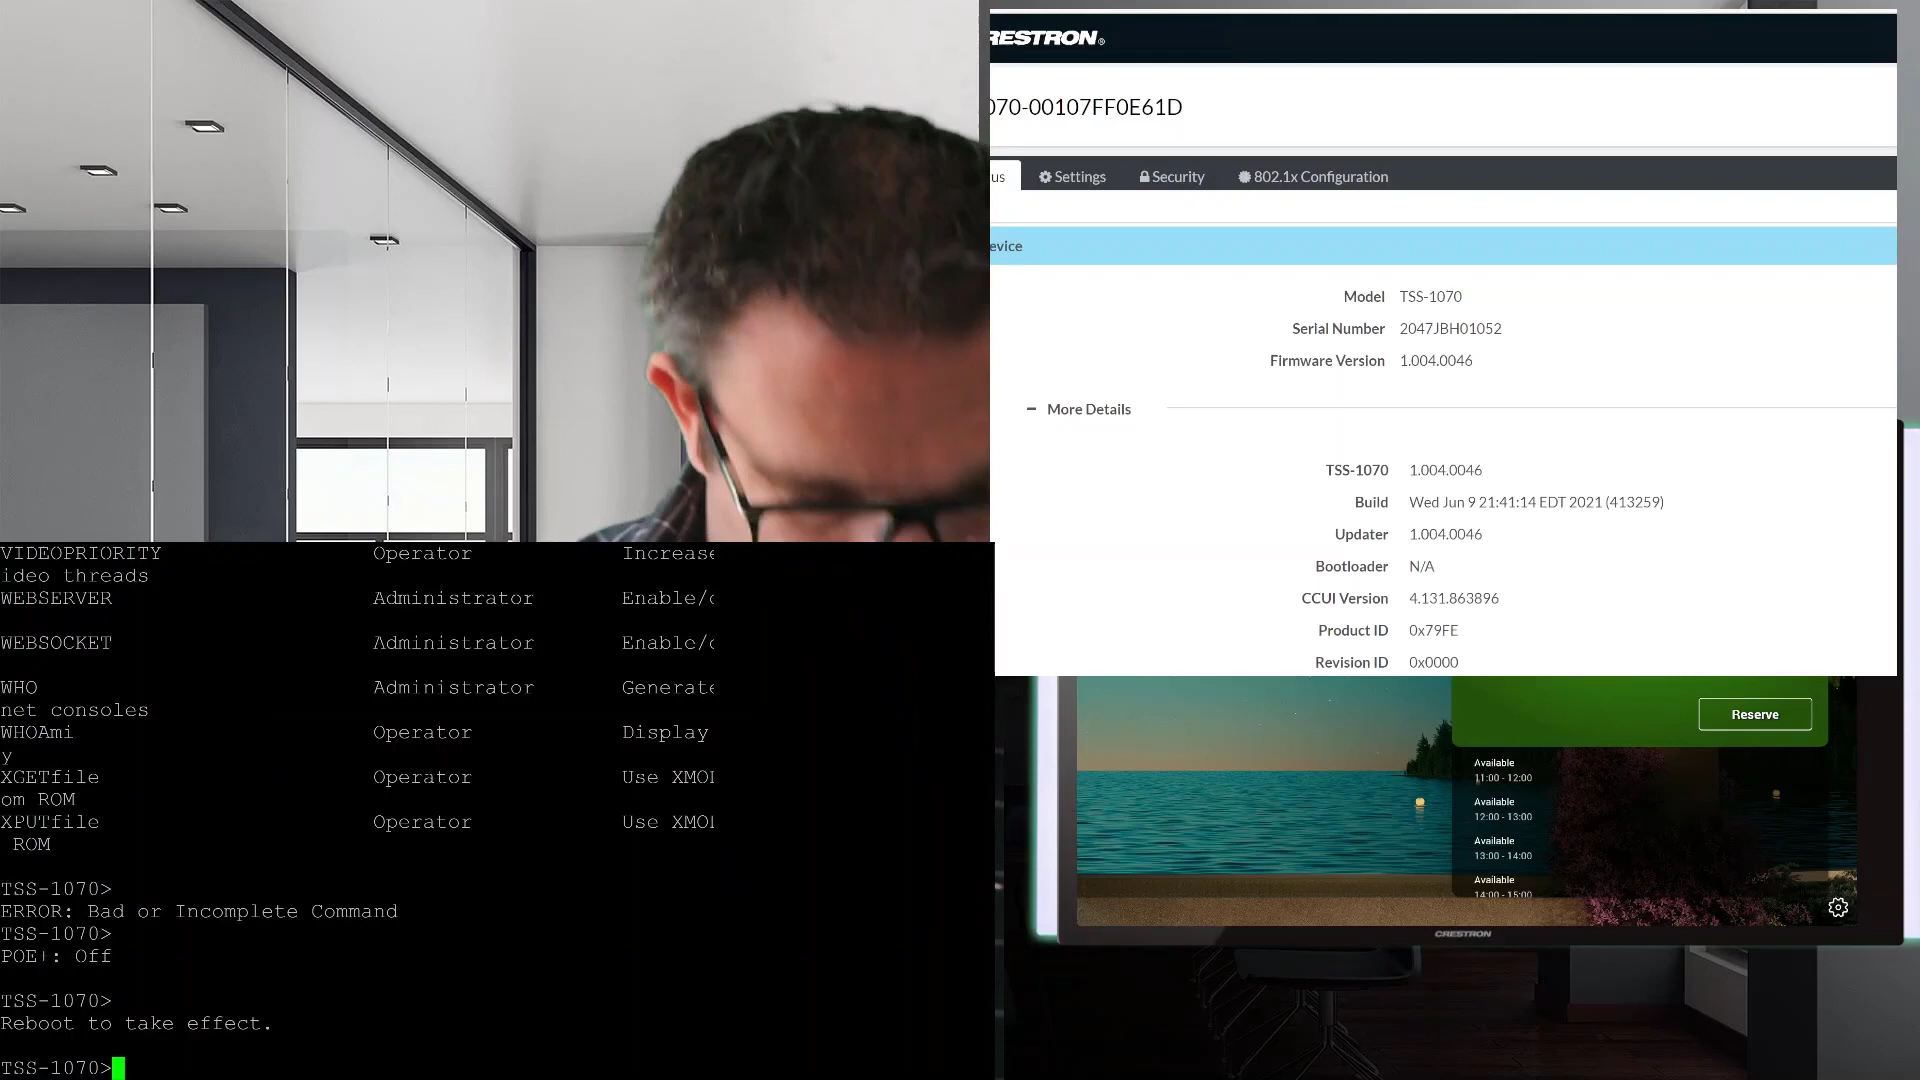 RESTRON®
070-00107FF0E61D
us
Settings
Security
802.1x Configuration
evice
Model TSS-1070
Serial Number 2047JBH01052
Firmware Version 1.004.0046
− More Details
TSS-1070 1.004.0046
Build Wed Jun 9 21:41:14 EDT 2021 (413259)
Updater 1.004.0046
Bootloader N/A
CCUI Version 4.131.863896
Product ID 0x79FE
Revision ID 0x0000
VIDEOPRIORITY Operator Increase
ideo threads
WEBSERVER Administrator Enable/
WEBSOCKET Administrator Enable/
WHO Administrator Generate
net consoles
WHOAmi Operator Display
y
XGETfile Operator Use XMO
om ROM
XPUTfile Operator Use XMO
ROM
TSS-1070>
ERROR: Bad or Incomplete Command
TSS-1070>
POE+: Off
TSS-1070>
Reboot to take effect.
TSS-1070>
Reserve
Available
11:00 - 12:00
Available
12:00 - 13:00
Available
13:00 - 14:00
Available
14:00 - 15:00
CRESTRON